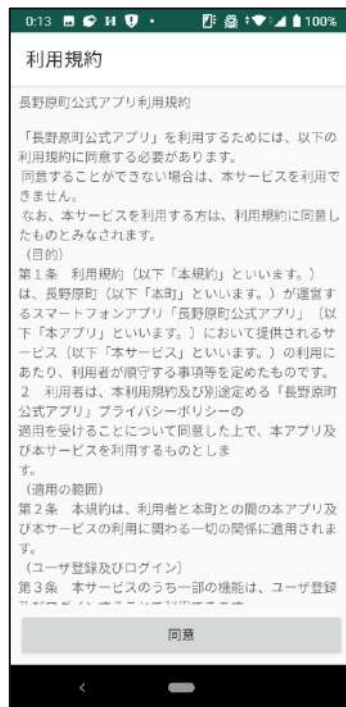 0:13
100%
利用規約
長野原町公式アプリ利用規約
「長野原町公式アプリ」を利用するためには、以下の
利用規約に同意する必要があります。
同意することができない場合は、本サービスを利用で
きません。
なお、本サービスを利用する方は、利用規約に同意し
たものとみなされます。
（目的）
第１条　利用規約（以下「本規約」といいます。）
は、長野原町（以下「本町」といいます。）が運営す
るスマートフォンアプリ「長野原町公式アプリ」（以
下「本アプリ」といいます。）において提供されるサ
ービス（以下「本サービス」といいます。）の利用に
あたり、利用者が順守する事項等を定めたものです。
２　利用者は、本利用規約及び別途定める「長野原町
公式アプリ」プライバシーポリシーの
適用を受けることについて同意した上で、本アプリ及
び本サービスを利用するものとしま
す。
（適用の範囲）
第２条　本規約は、利用者と本町との間の本アプリ及
び本サービスの利用に関わる一切の関係に適用されま
す。
（ユーザ登録及びログイン）
第３条　本サービスのうち一部の機能は、ユーザ登録
同意